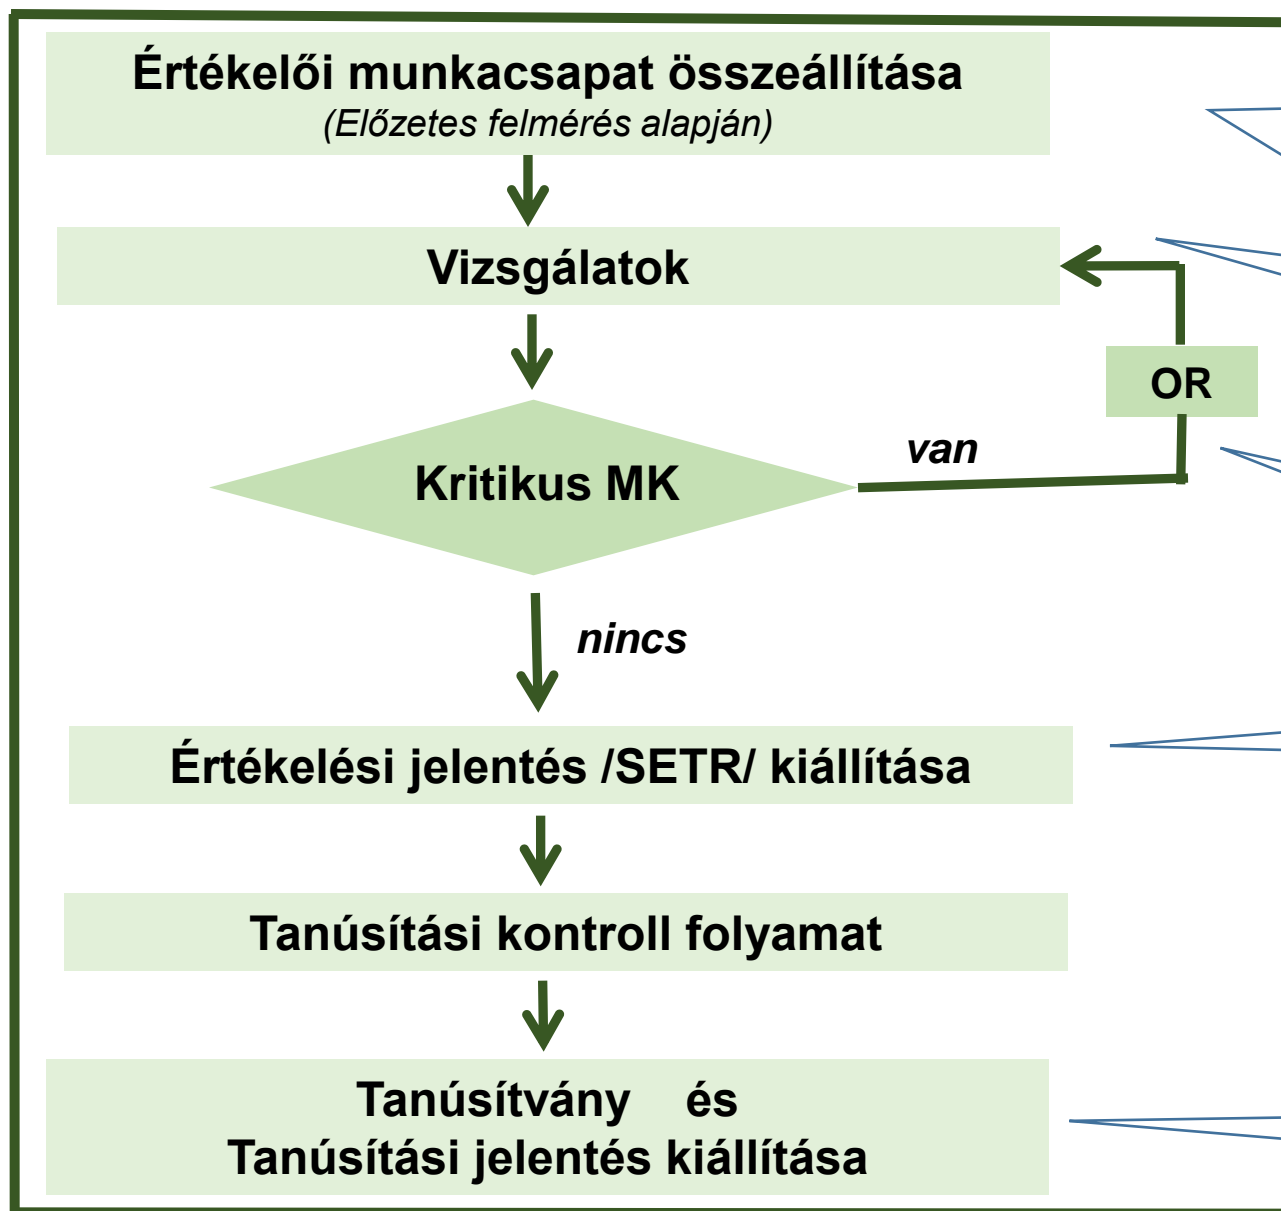 Értékelői munkacsapat összeállítása
(Előzetes felmérés alapján)
Vizsgálatok
OR
van
Kritikus MK
nincs
Értékelési jelentés /SETR/ kiállítása
Tanúsítási kontroll folyamat
Tanúsítvány és
Tanúsítási jelentés kiállítása